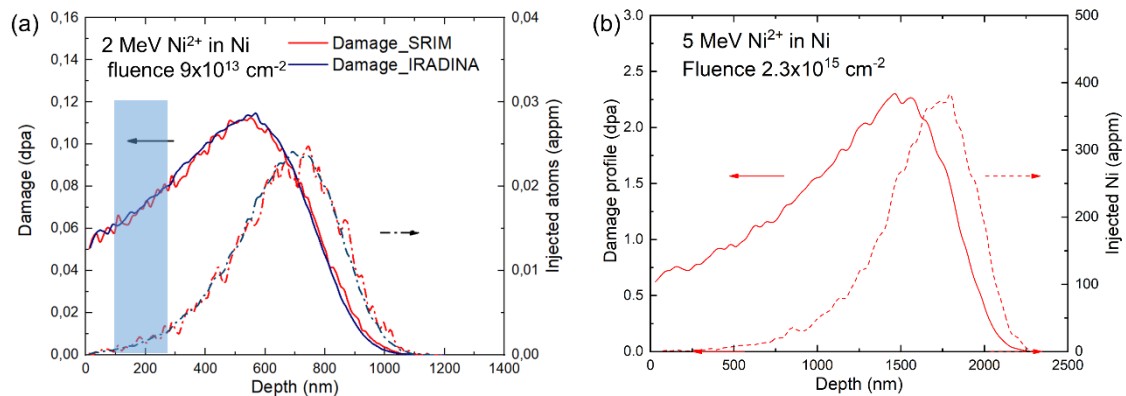 (a)
2 MeV Ni²⁺ in Ni
fluence 9x10¹³ cm⁻²
Damage_SRIM
Damage_IRADINA
Damage (dpa)
0,16
0,14
0,12
0,10
0,08
0,06
0,04
0,02
0,00
0 200 400 600 800 1000 1200 1400
Depth (nm)
0,04
0,03
0,02
0,01
0,00
Injected atoms (appm)
(b)
5 MeV Ni²⁺ in Ni
Fluence 2.3x10¹⁵ cm⁻²
Damage profile (dpa)
3.0
2.5
2.0
1.5
1.0
0.5
0.0
0 500 1000 1500 2000 2500
Depth (nm)
500
400
300
200
100
0
Injected Ni (appm)